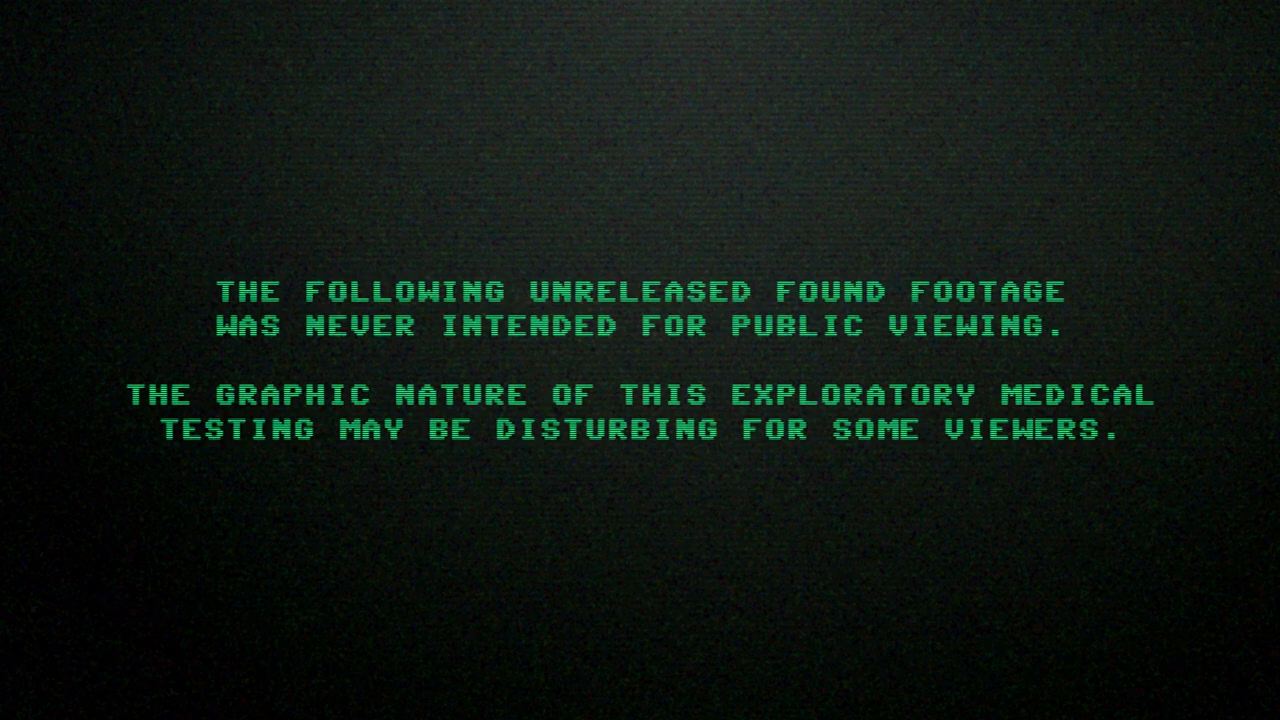 THE FOLLOWING UNRELEASED FOUND FOOTAGE
WAS NEVER INTENDED FOR PUBLIC VIEWING.
THE GRAPHIC NATURE OF THIS EXPLORATORY MEDICAL
TESTING MAY BE DISTURBING FOR SOME VIEWERS.